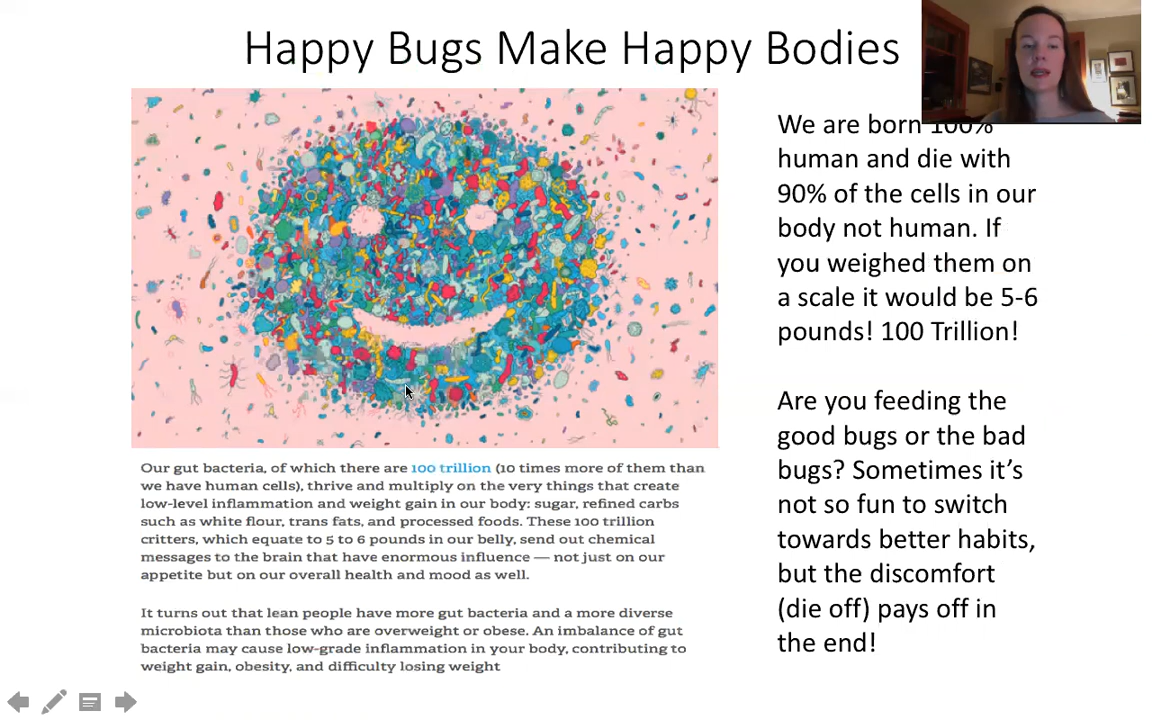 Happy Bugs Make Happy Bodies
We are born 100%
human and die with
90% of the cells in our
body not human. If
you weighed them on
a scale it would be 5-6
pounds! 100 Trillion!
Are you feeding the
good bugs or the bad
bugs? Sometimes it’s
not so fun to switch
towards better habits,
but the discomfort
(die off) pays off in
the end!
Our gut bacteria, of which there are 100 trillion (10 times more of them than
we have human cells), thrive and multiply on the very things that create
low-level inflammation and weight gain in our body: sugar, refined carbs
such as white flour, trans fats, and processed foods. These 100 trillion
critters, which equate to 5 to 6 pounds in our belly, send out chemical
messages to the brain that have enormous influence — not just on our
appetite but on our overall health and mood as well.
It turns out that lean people have more gut bacteria and a more diverse
microbiota than those who are overweight or obese. An imbalance of gut
bacteria may cause low-grade inflammation in your body, contributing to
weight gain, obesity, and difficulty losing weight